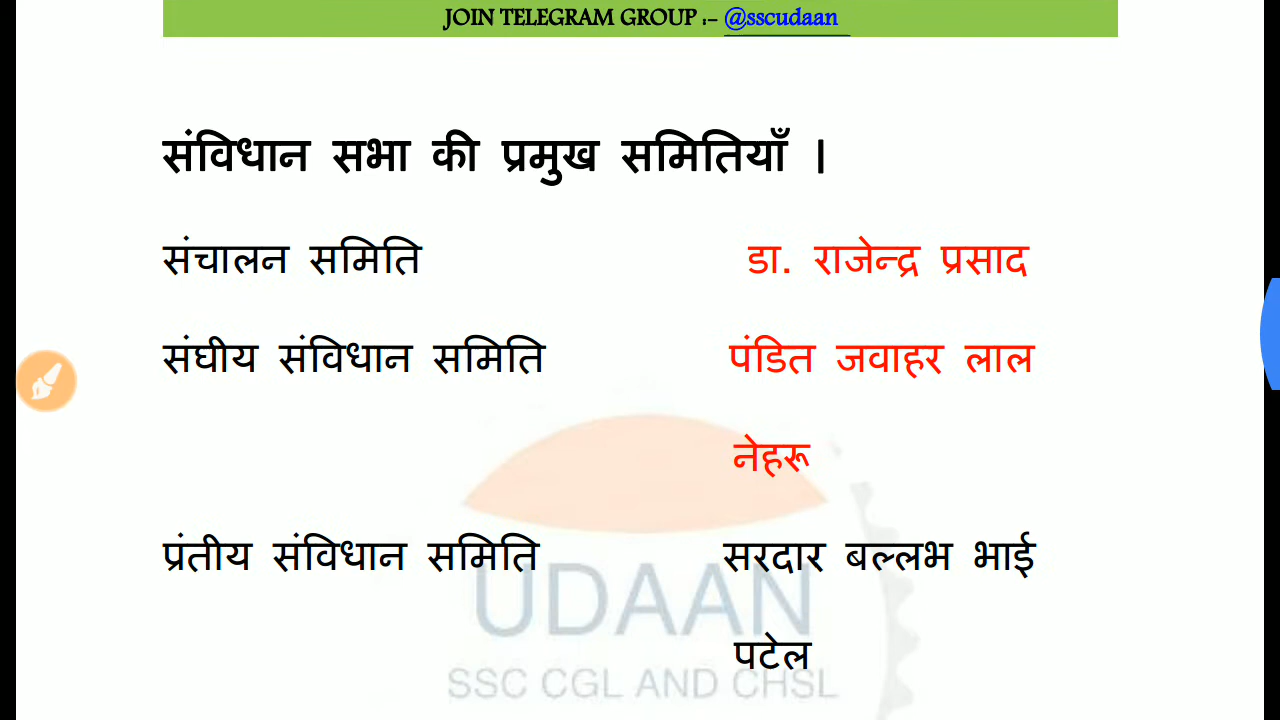 JOIN TELEGRAM GROUP :- @sscudaan
संविधान सभा की प्रमुख समितियाँ ।
संचालन समिति डा. राजेन्द्र प्रसाद
संघीय संविधान समिति पंडित जवाहर लाल
नेहरू
प्रंतीय संविधान समिति सरदार बल्लभ भाई
UDAAN
पटेल
SSC CGL AND CHSL